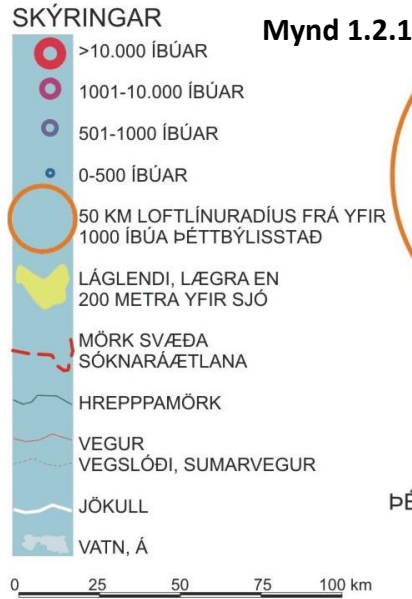 SKÝRINGAR
Mynd 1.2.1
>10.000 ÍBÚAR
1001-10.000 ÍBÚAR
501-1000 ÍBÚAR
0-500 ÍBÚAR
50 KM LOFTLÍNURADÍUS FRÁ YFIR
1000 ÍBÚA ÞÉTTBÝLISSTAÐ
LÁGLENDI, LÆGRA EN
200 METRA YFIR SJÓ
MÖRK SVÆÐA
SÓKNARÁÆTLANA
HREPPPAMÖRK
VEGUR
VEGSLÓÐI, SUMARVEGUR
JÖKULL
ÞÉ
VATN, Á
0 25 50 75 100 km